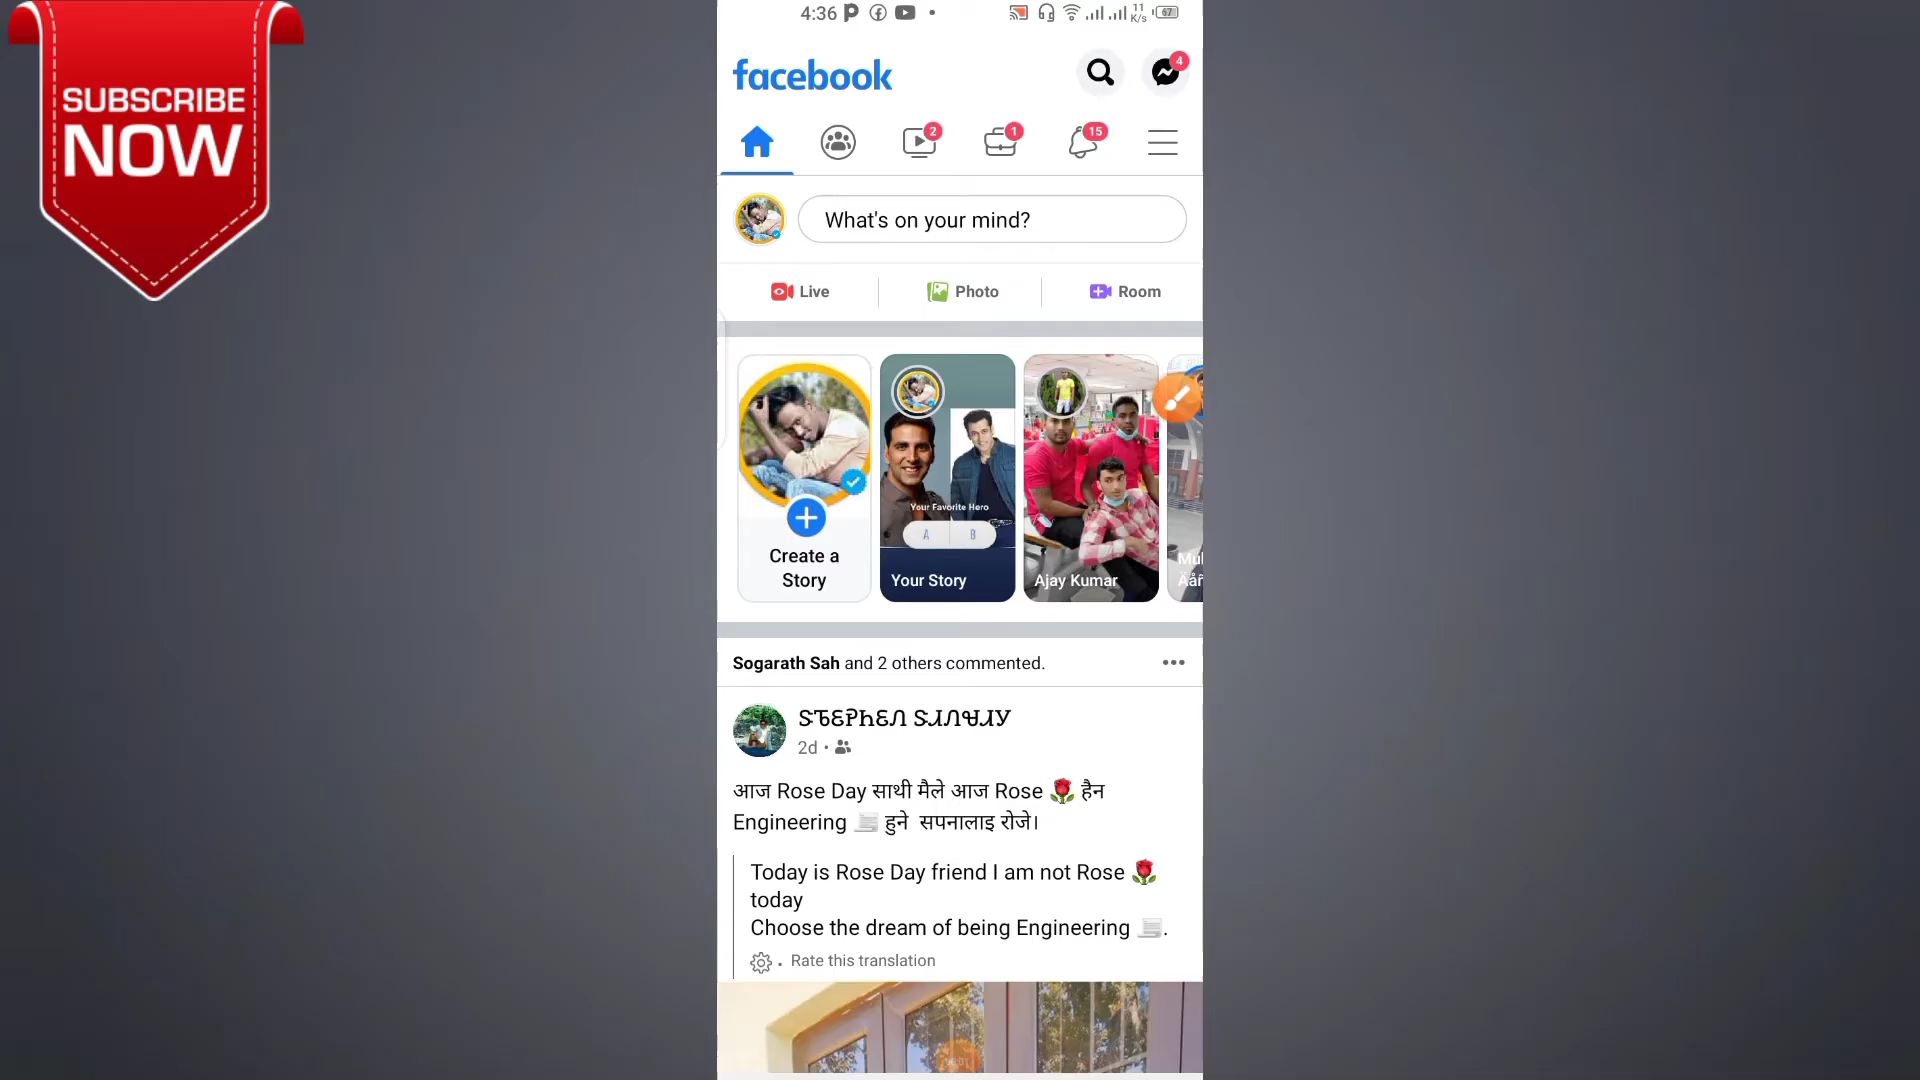 SUBSCRIBE
NOW
4:36
11
K/s
67
facebook
4
2
1
15
What's on your mind?
Live
Photo
Room
Your Favorite Hero
A
B
Create a
Story
Your Story
Ajay Kumar
Sogarath Sah and 2 others commented.
2d
आज Rose Day साथी मैले आज Rose 🌹 हैन
Engineering 📜 हुने सपनालाइ रोजे।
Today is Rose Day friend I am not Rose 🌹
today
Choose the dream of being Engineering 📜.
Rate this translation